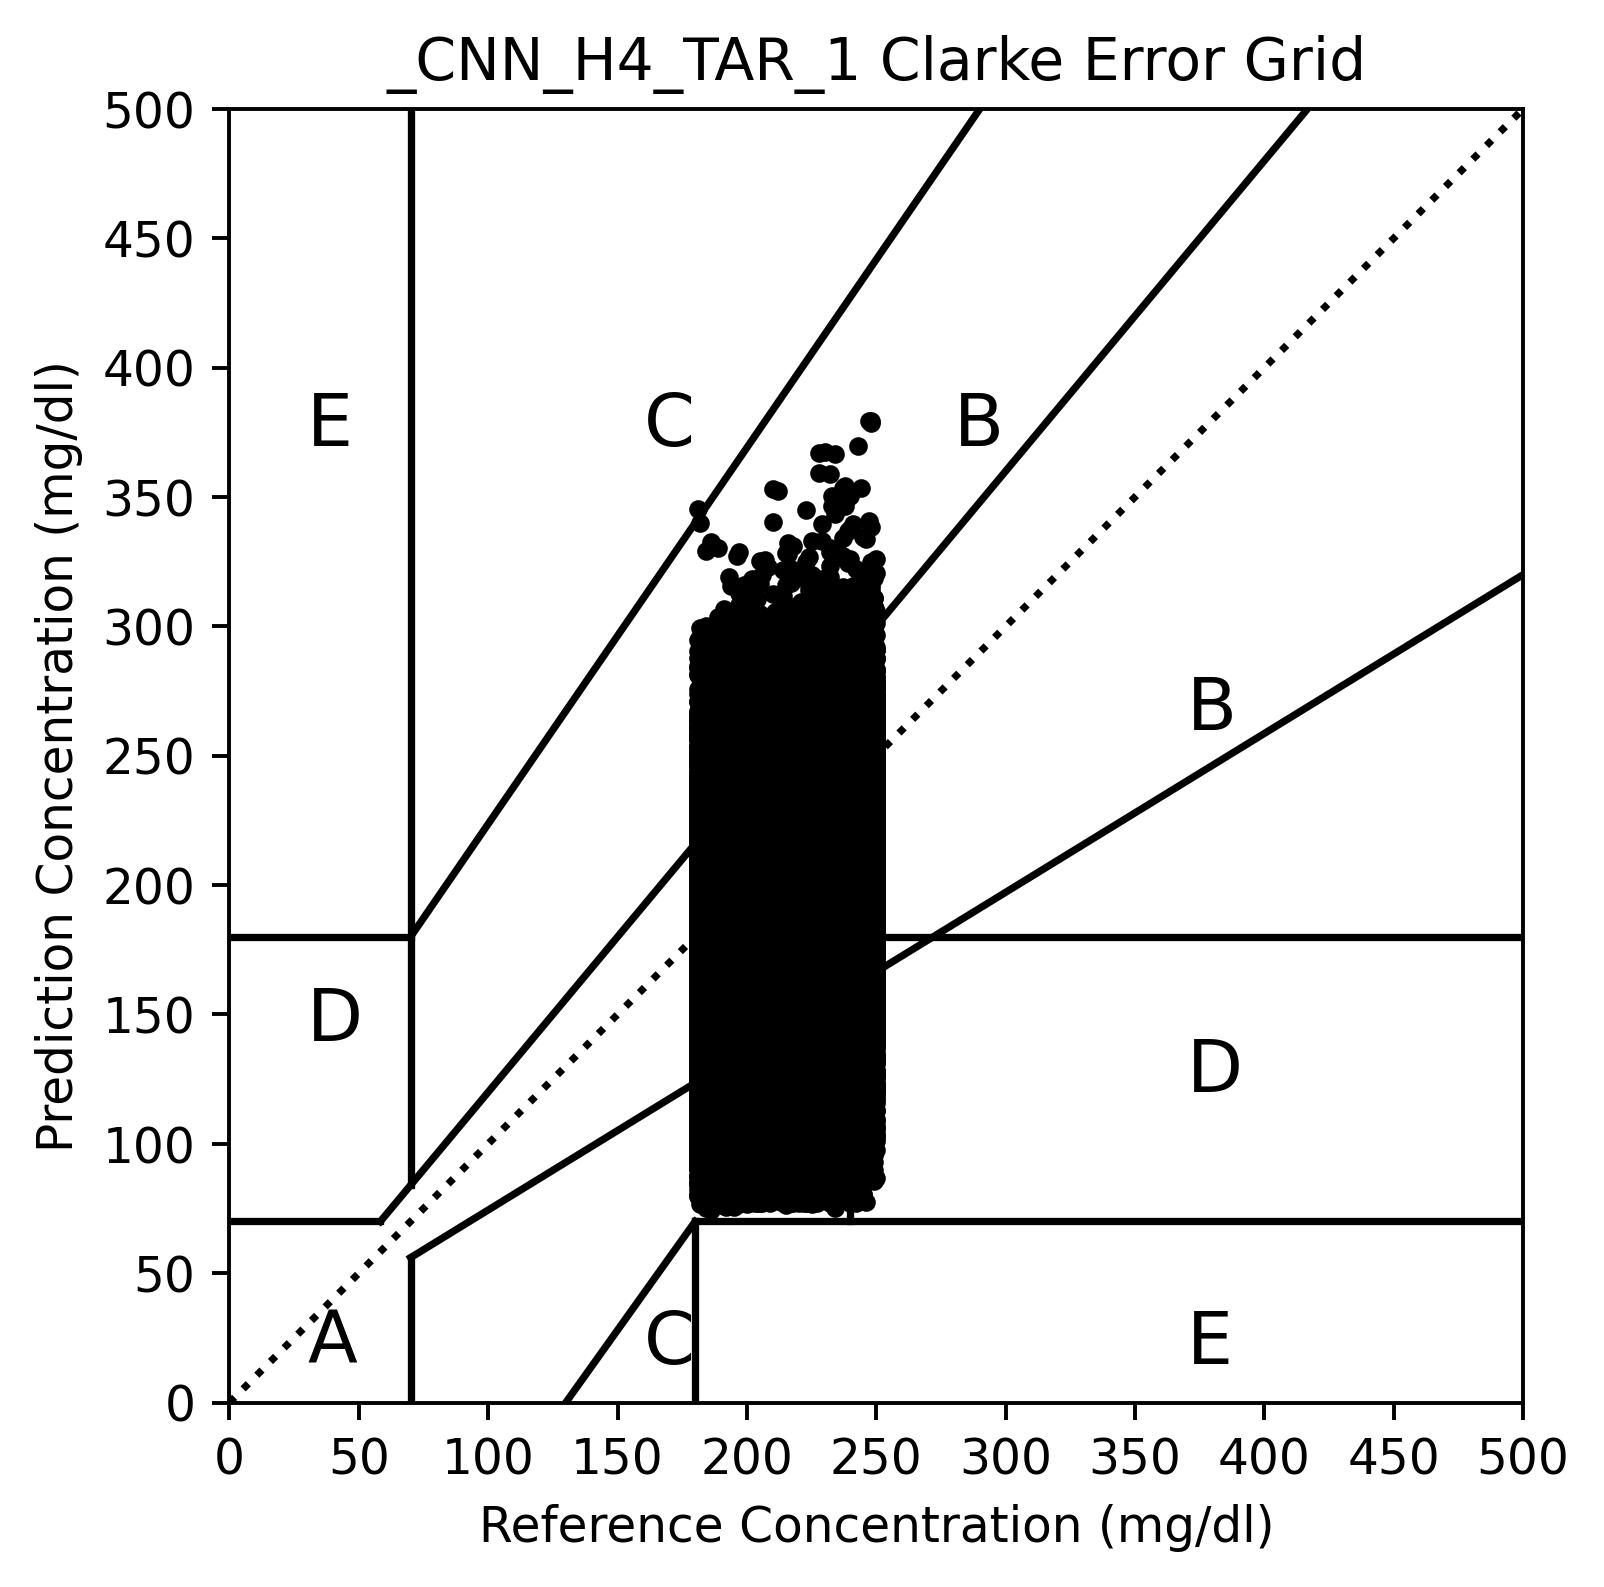 _CNN_H4_TAR_1 Clarke Error Grid
500
450
400
350
300
250
200
150
100
50
0
Prediction Concentration (mg/dl)
E
C
B
B
D
D
A
C
E
0 50 100 150 200 250 300 350 400 450 500
Reference Concentration (mg/dl)